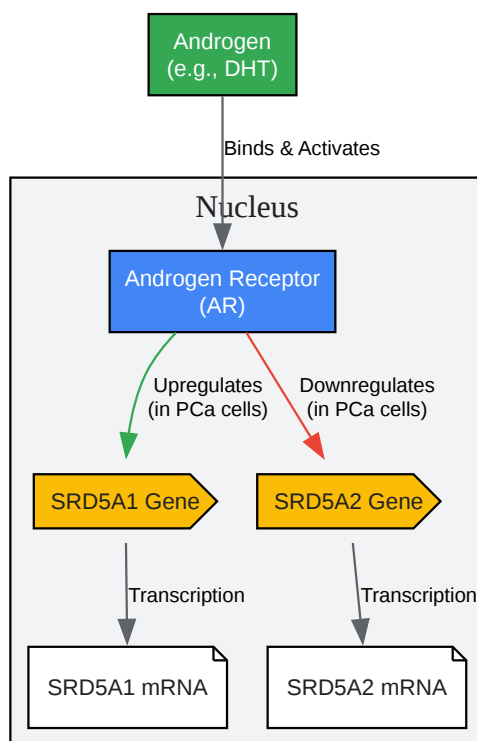 Androgen
(e.g., DHT)
Binds & Activates
Nucleus
Androgen Receptor
(AR)
Upregulates
(in PCa cells)
Downregulates
(in PCa cells)
SRD5A1 Gene
SRD5A2 Gene
Transcription
Transcription
SRD5A1 mRNA
SRD5A2 mRNA